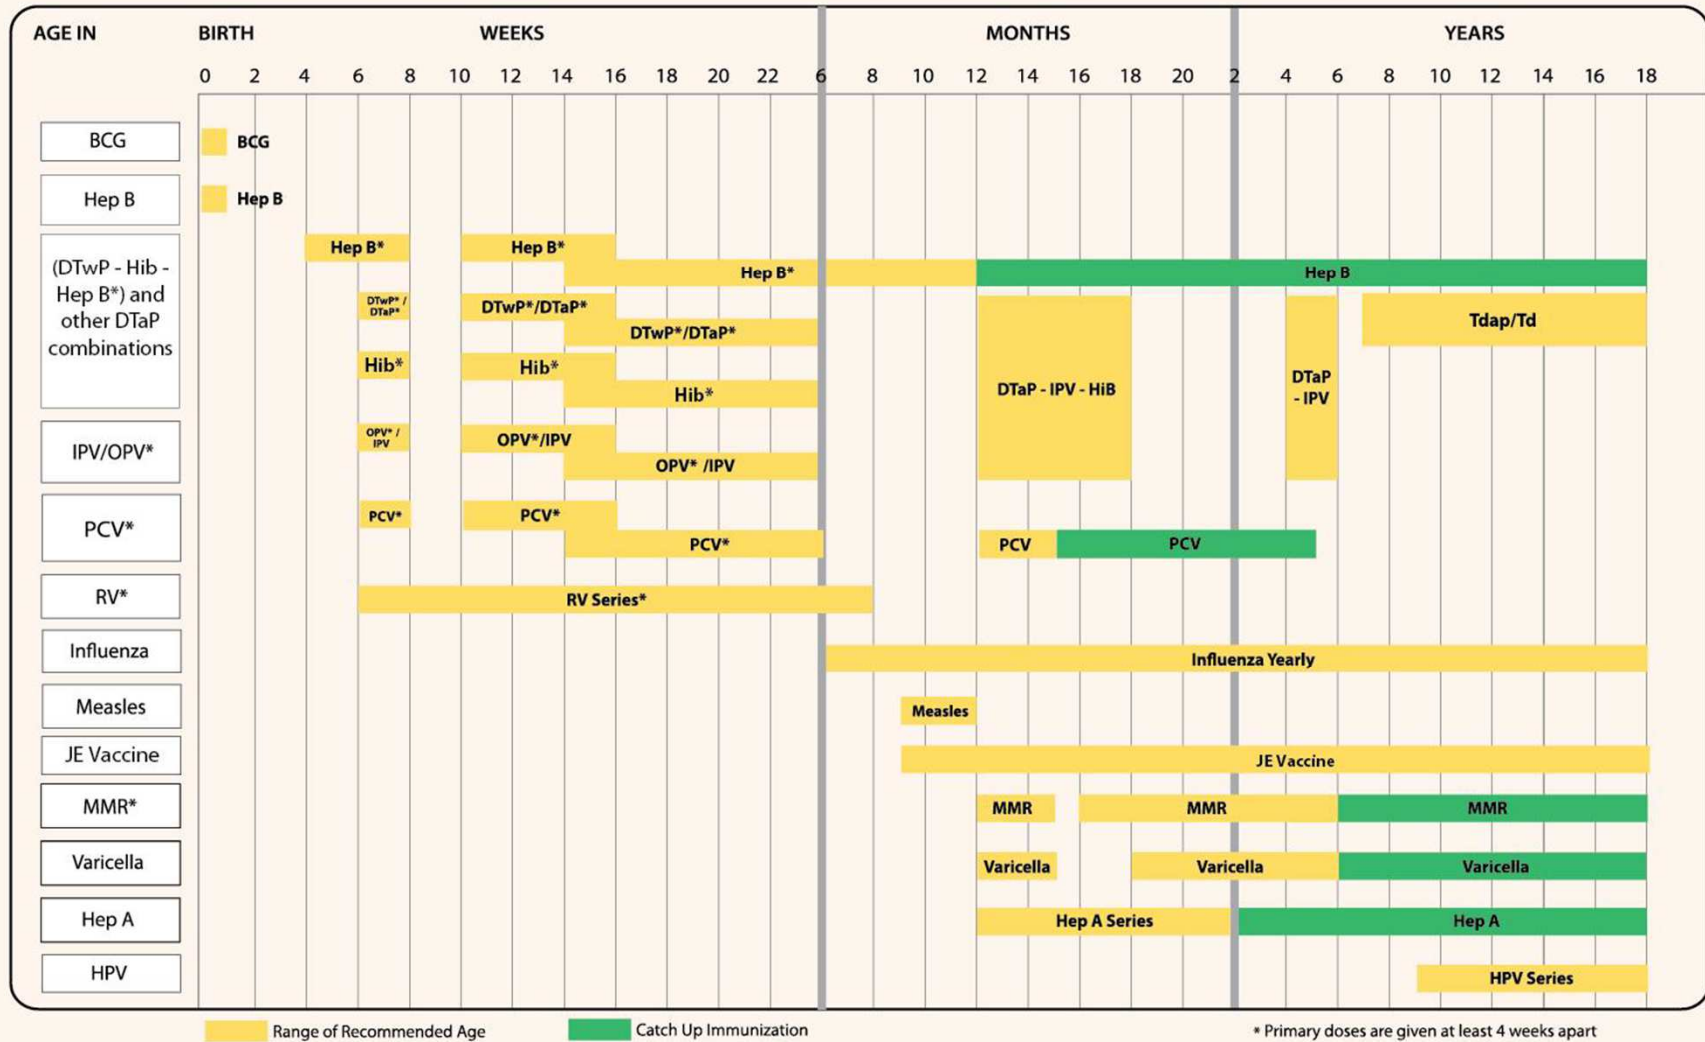 AGE IN BIRTH WEEKS MONTHS YEARS
0 2 4 6 8 10 12 14 16 18 20 22 6 8 10 12 14 16 18 20 2 4 6 8 10 12 14 16 18
BCG BCG
Hep B Hep B
(DTwP - Hib -
Hep B*) and
other DTaP
combinations
Hep B* Hep B*
Hep B* Hep B
DTwP* /
DTaP*
DTwP*/DTaP*
DTwP*/DTaP*
Hib* Hib*
Hib*
DTaP - IPV - HiB
DTaP
- IPV
Tdap/Td
IPV/OPV*
OPV* /
IPV
OPV*/IPV
OPV* /IPV
PCV*
PCV* PCV*
PCV* PCV PCV
RV* RV Series*
Influenza Influenza Yearly
Measles Measles
JE Vaccine JE Vaccine
MMR* MMR MMR MMR
Varicella Varicella Varicella Varicella
Hep A Hep A Series Hep A
HPV HPV Series
Range of Recommended Age Catch Up Immunization * Primary doses are given at least 4 weeks apart